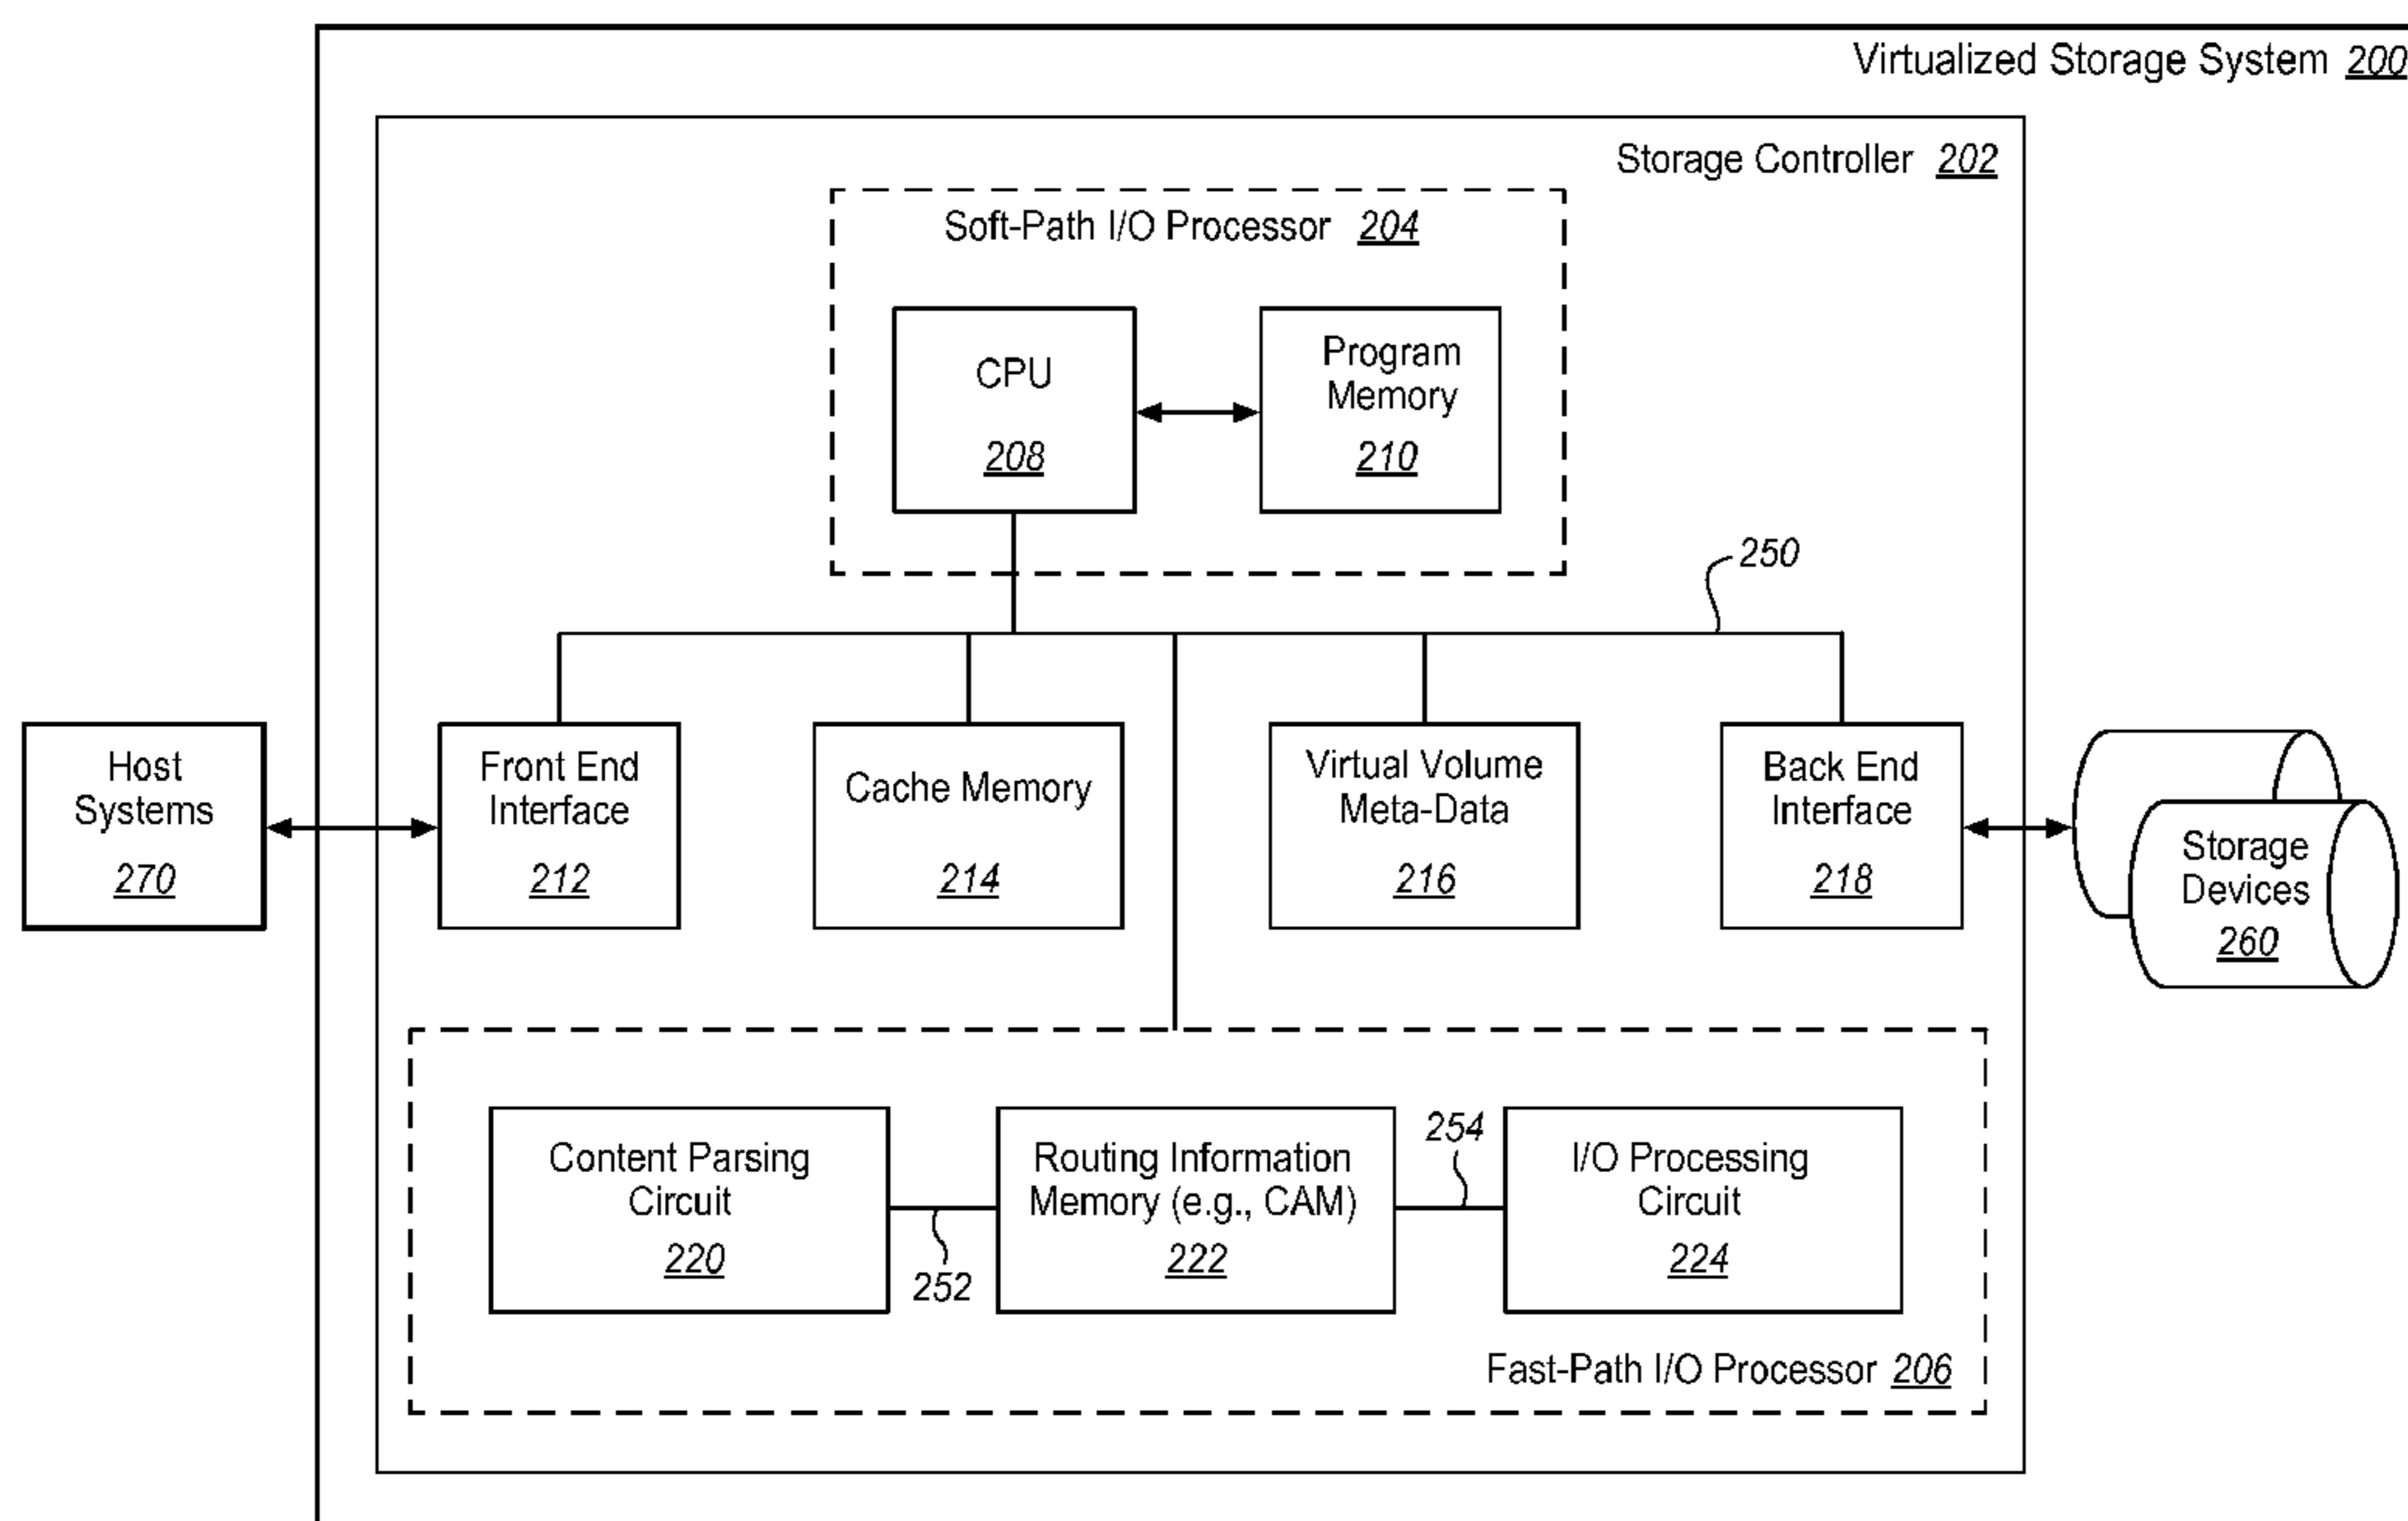 Virtualized Storage System 200
Storage Controller 202
Soft-Path I/O Processor 204
CPU
208
Program
Memory
210
250
Host
Systems
270
Front End
Interface
212
Cache Memory
214
Virtual Volume
Meta-Data
216
Back End
Interface
218
Storage
Devices
260
Content Parsing
Circuit
220
252
Routing Information
Memory (e.g., CAM)
222
254
I/O Processing
Circuit
224
Fast-Path I/O Processor 206